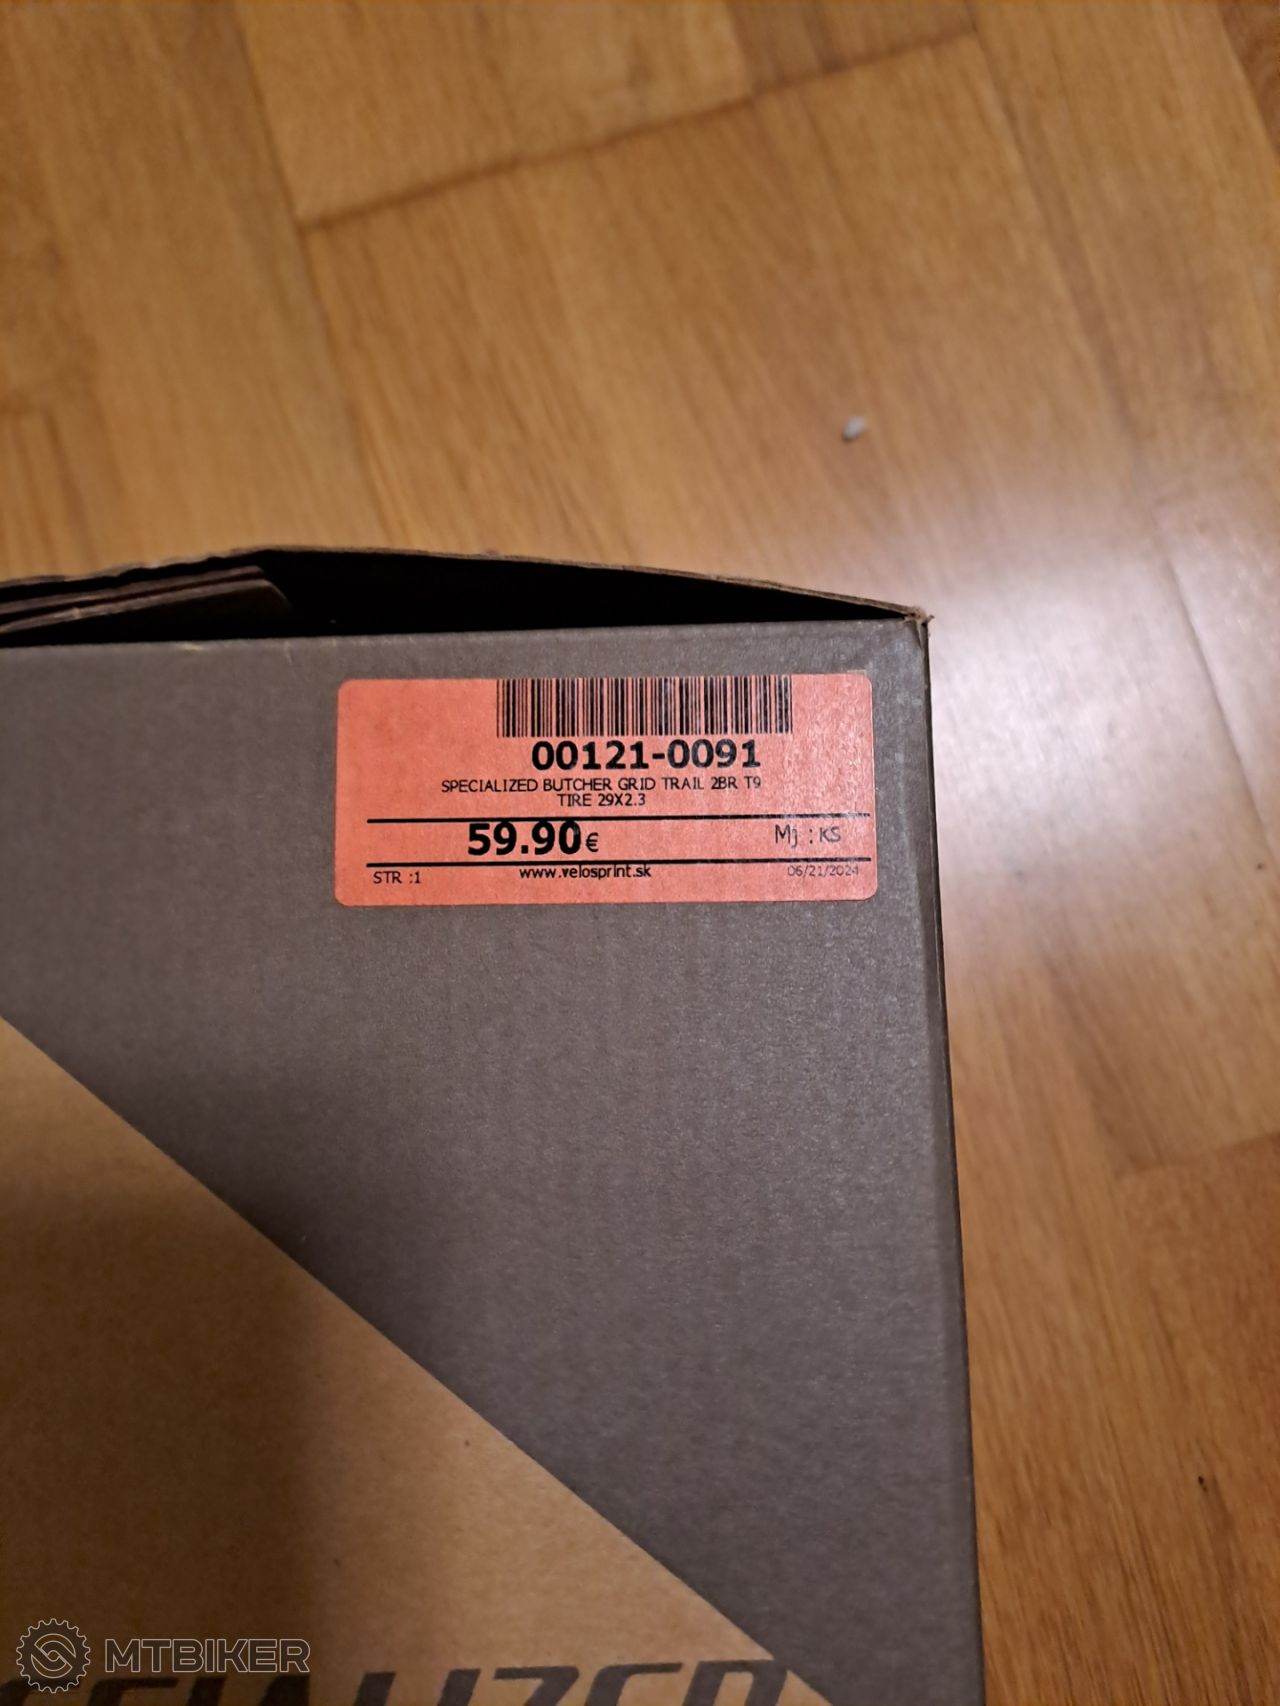 00121-0091
SPECIALIZED BUTCHER GRID TRAIL 2BR T9
TIRE 29X2.3
59.90€
Mj : KS
STR :1
www.velosprint.sk
06/21/2024
MTBIKER